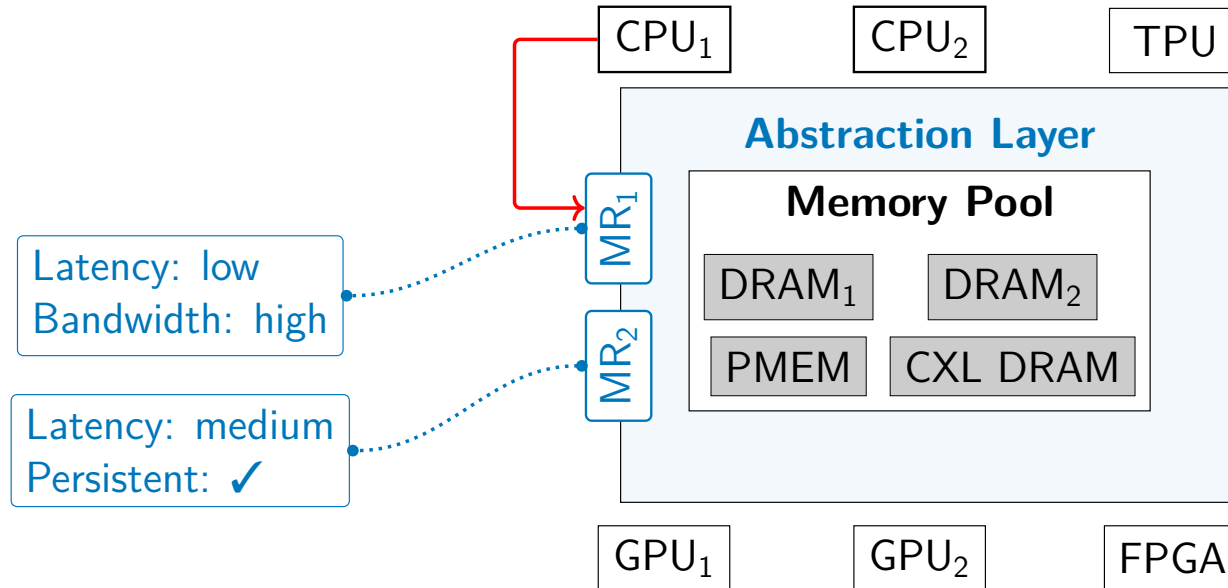 CPU₁
CPU₂
TPU
Abstraction Layer
Memory Pool
MR₁
DRAM₁
DRAM₂
Latency: low
Bandwidth: high
MR₂
PMEM
CXL DRAM
Latency: medium
Persistent: ✓
GPU₁
GPU₂
FPGA